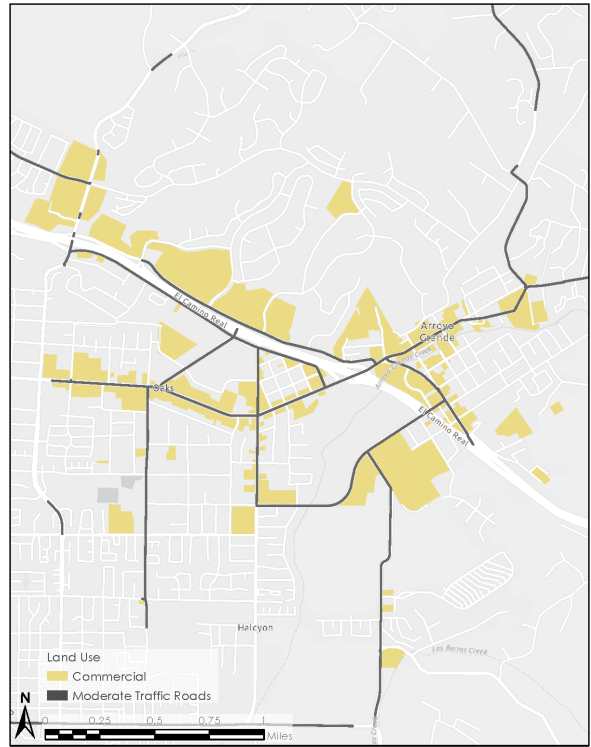 El Camino Real
Arroyo
Grande
Arroyo Grande Creek
Oaks
El Camino Real
Halcyon
Los Berros Creek
Land Use
Commercial
Moderate Traffic Roads
N
0 0.25 0.5 0.75 1
Miles